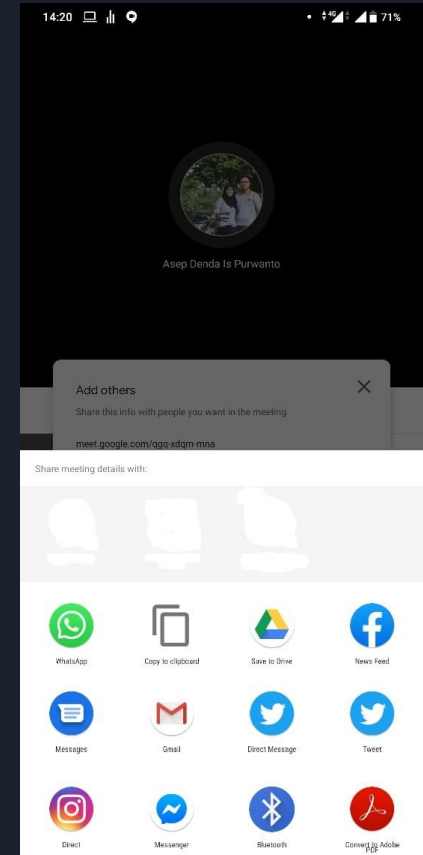 14:20
4G
71%
Asep Denda Is Purwanto
Add others
Share this info with people you want in the meeting
meet.google.com/qgq-xdqm-mna
Share meeting details with:
WhatsApp
Copy to clipboard
Save to Drive
News Feed
Messages
Gmail
Direct Message
Tweet
Direct
Messenger
Bluetooth
Convert to Adobe
PDF